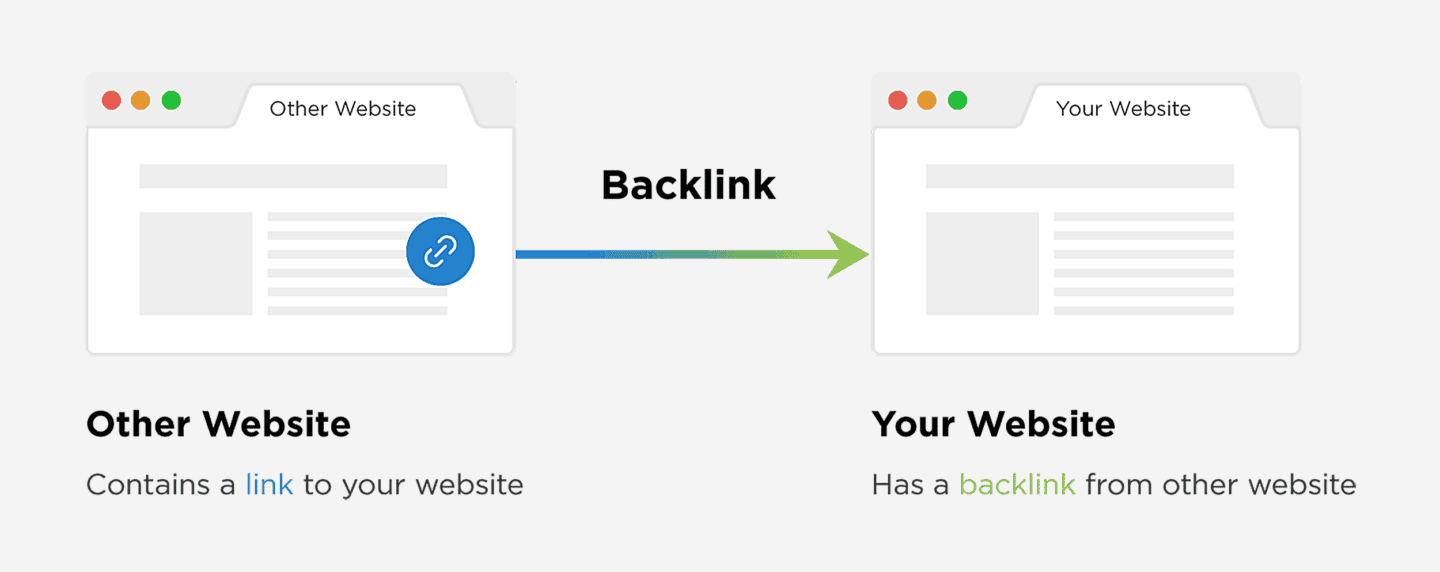 Other Website
Your Website
Backlink
Other Website
Contains a link to your website
Your Website
Has a backlink from other website